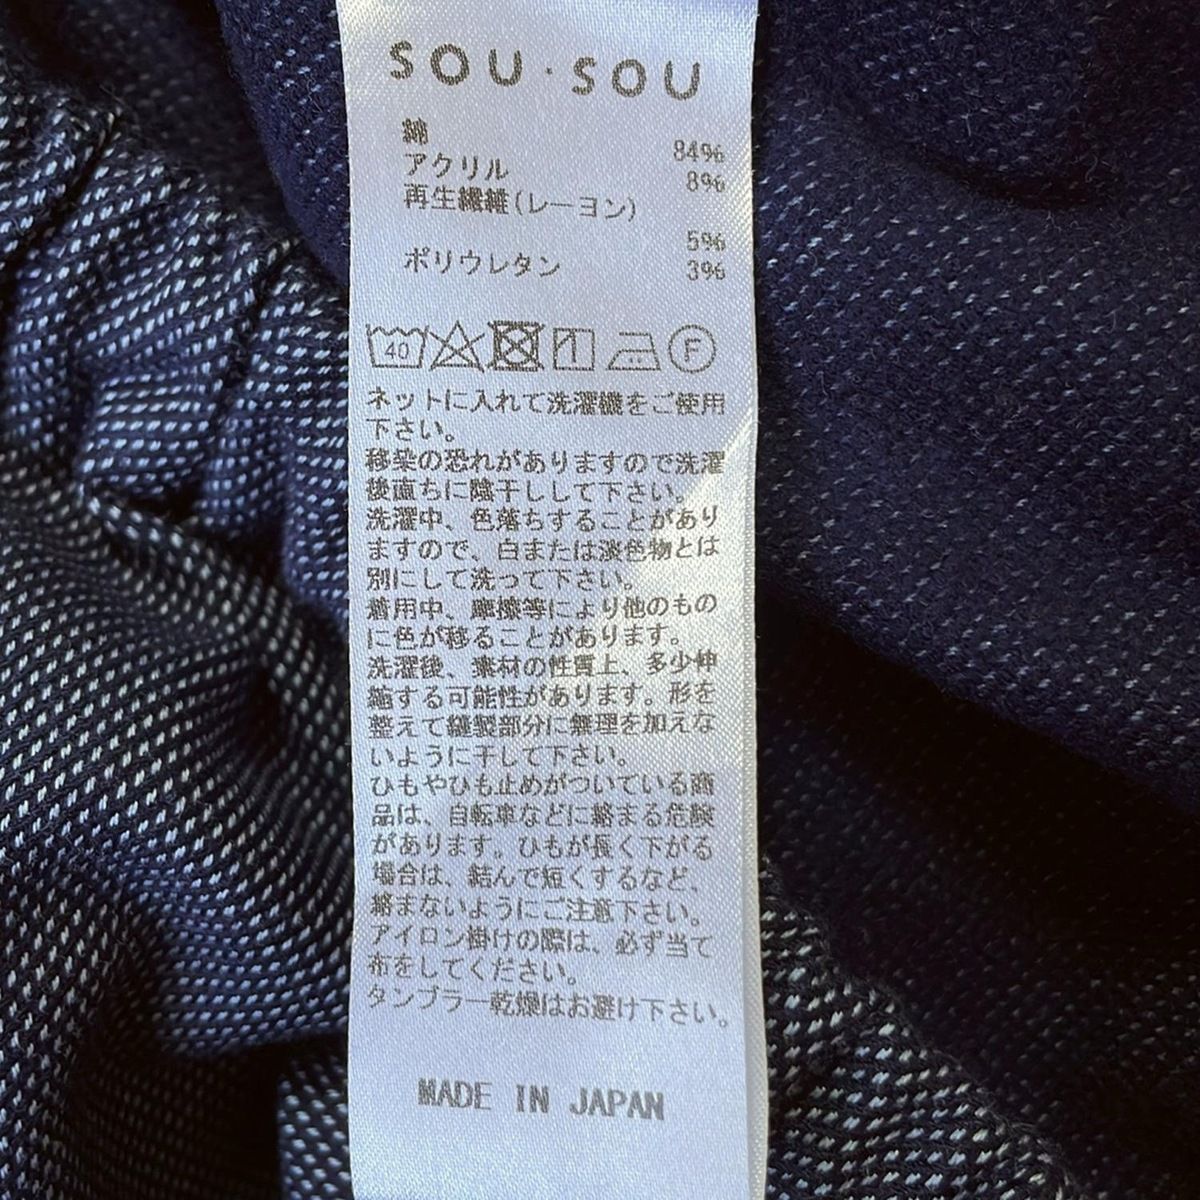 SOU・SOU
綿 84%
アクリル 8%
再生繊維(レーヨン)
5%
ポリウレタン 3%
40 F
ネットに入れて洗濯機をご使用
下さい。
移染の恐れがありますので洗濯
後直ちに陰干しして下さい。
洗濯中、色落ちすることがあり
ますので、白または淡色物とは
別にして洗って下さい。
着用中、摩擦等により他のもの
に色が移ることがあります。
洗濯後、素材の性質上、多少伸
縮する可能性があります。形を
整えて縫製部分に無理を加えな
いように干して下さい。
ひもやひも止めがついている商
品は、自転車などに絡まる危険
があります。ひもが長く下がる
場合は、結んで短くするなど、
絡まないようにご注意下さい。
アイロン掛けの際は、必ず当て
布をしてください。
タンブラー乾燥はお避け下さい。
MADE IN JAPAN